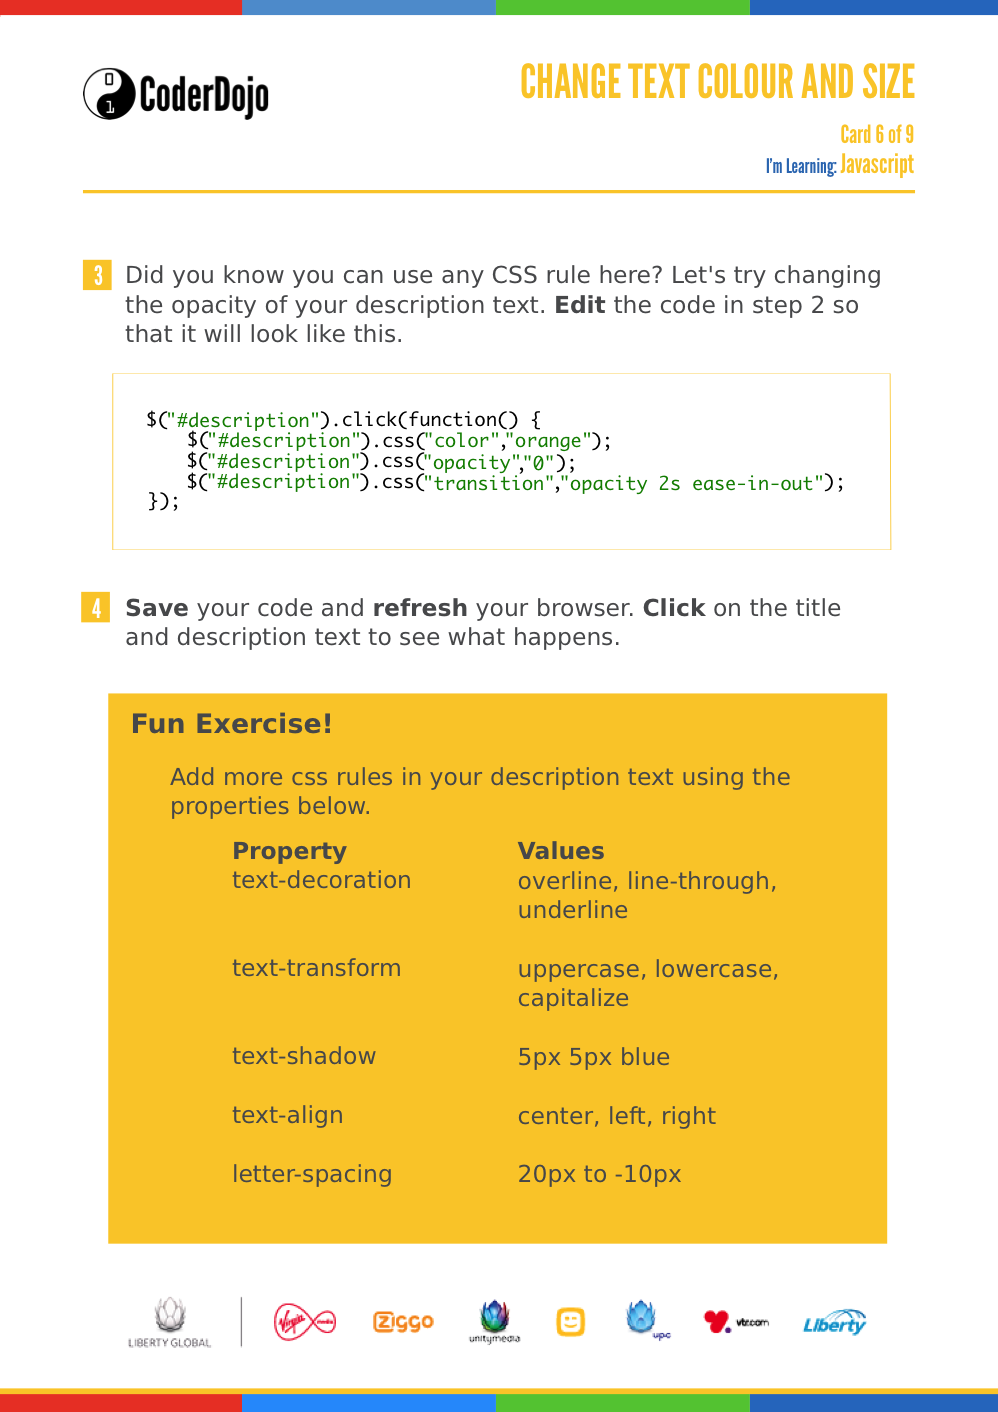 CoderDojo
CHANGE TEXT COLOUR AND SIZE
Card 6 of 9
I'm Learning: Javascript
3 Did you know you can use any CSS rule here? Let's try changing
the opacity of your description text. Edit the code in step 2 so
that it will look like this.
$("#description").click(function() {
$("#description").css("color","orange");
$("#description").css("opacity","0");
$("#description").css("transition","opacity 2s ease-in-out");
});
4 Save your code and refresh your browser. Click on the title
and description text to see what happens.
Fun Exercise!
Add more css rules in your description text using the
properties below.
Property Values
text-decoration overline, line-through,
underline
text-transform uppercase, lowercase,
capitalize
text-shadow 5px 5px blue
text-align center, left, right
letter-spacing 20px to -10px
LIBERTY GLOBAL Virgin media Ziggo unitymedia upc vtr.com Liberty